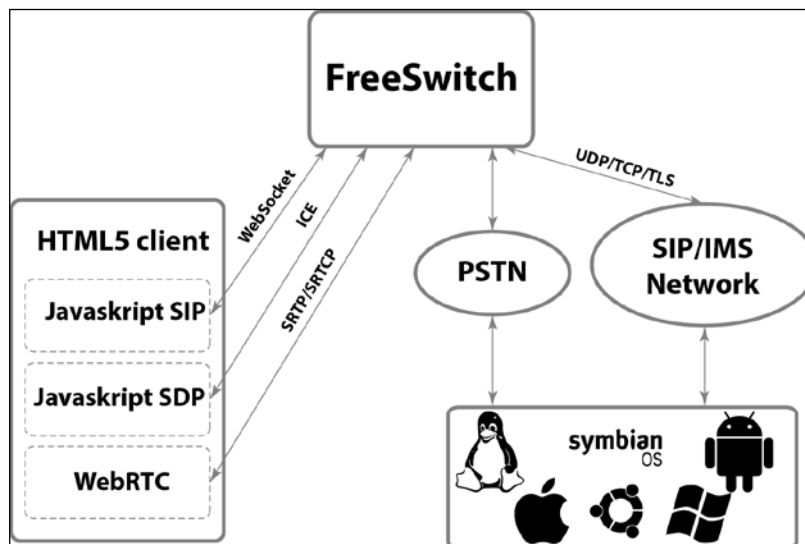 FreeSwitch
UDP/TCP/TLS
WebSocket
ICE
SRTP/SRTCP
HTML5 client
Javaskript SIP
Javaskript SDP
WebRTC
PSTN
SIP/IMS
Network
symbian
OS